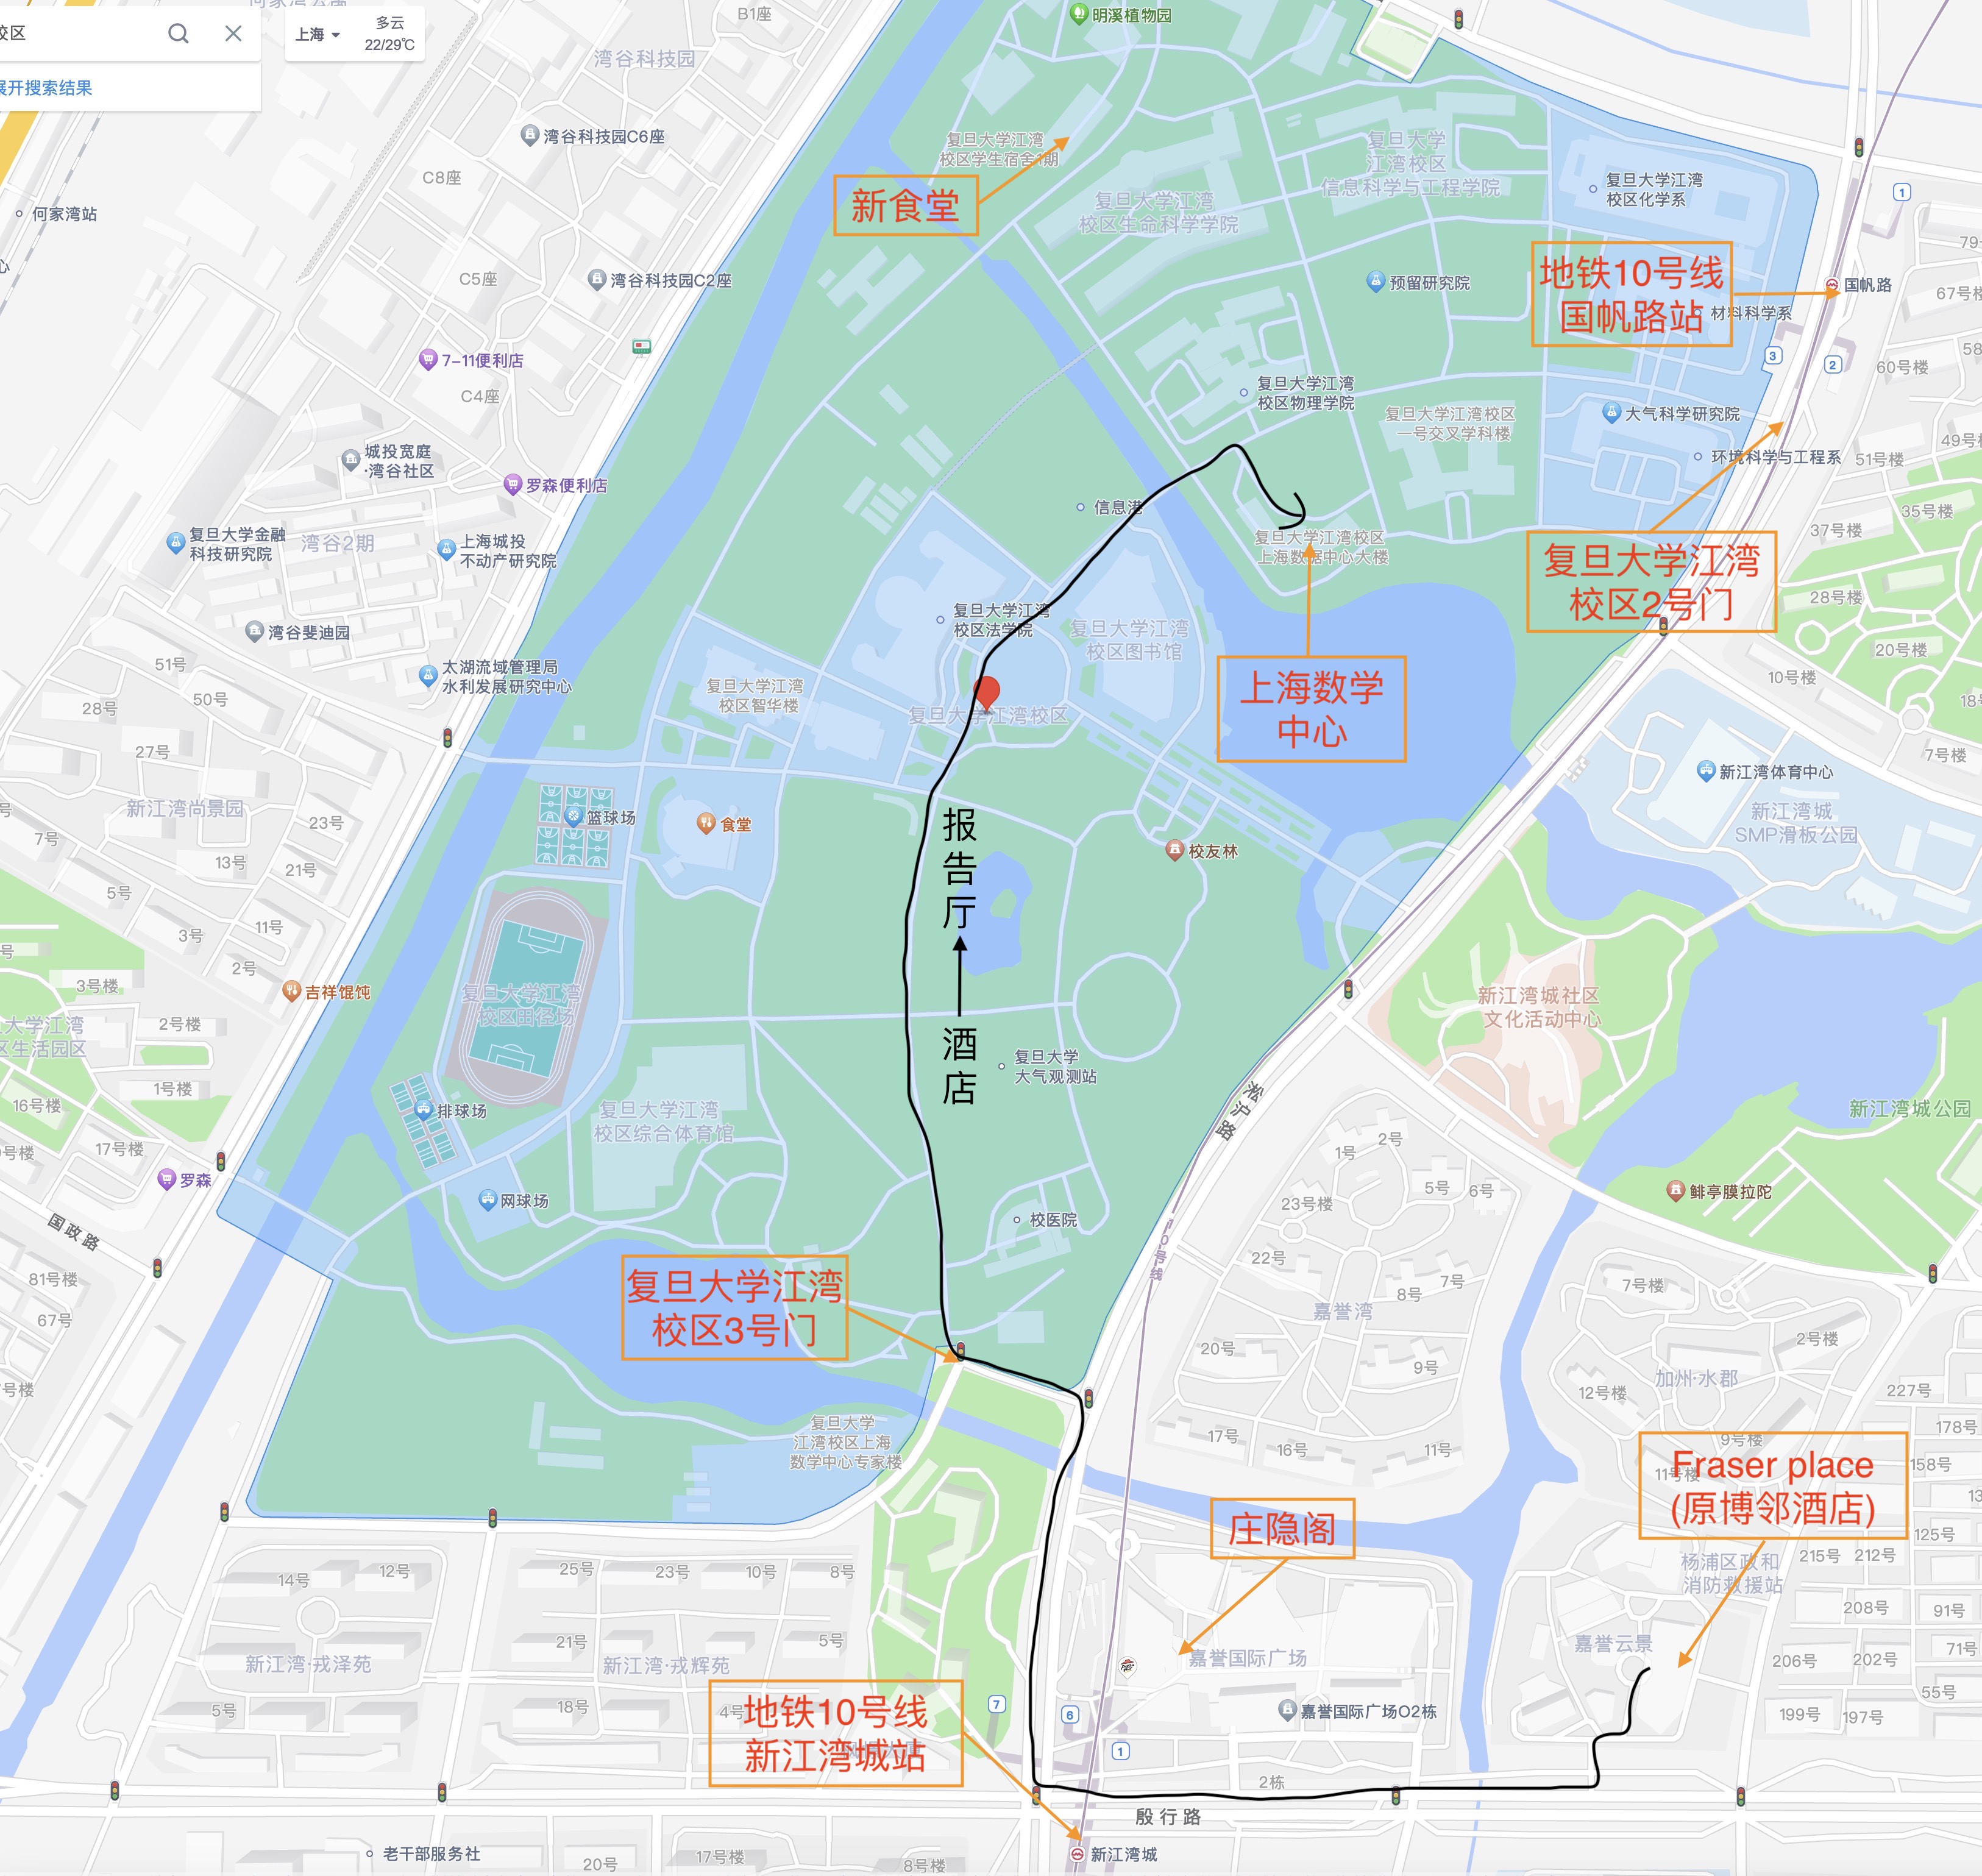 校区
上海
多云
22/29℃
展开搜索结果
B1座
明溪植物园
湾谷科技园
湾谷科技园C6座
C8座
何家湾站
复旦大学江湾
校区学生宿舍1期
新食堂
复旦大学江湾
校区生命科学学院
复旦大学
江湾校区
信息科学与工程学院
复旦大学江湾
校区化学系
1
79
C5座
湾谷科技园C2座
预留研究院
地铁10号线
国帆路站
国帆路
67号楼
材料科学系
7-11便利店
C4座
3
2
60号楼
58
复旦大学江湾
校区物理学院
复旦大学江湾校区
一号交叉学科楼
大气科学研究院
49号
城投宽庭
·湾谷社区
环境科学与工程系
51号楼
罗森便利店
信息港
35号楼
37号楼
复旦大学金融
科技研究院
湾谷2期
上海城投
不动产研究院
复旦大学江湾校区
上海数据中心大楼
复旦大学江湾
校区2号门
28号楼
湾谷斐迪园
复旦大学江湾
校区法学院
复旦大学江湾
校区图书馆
20号楼
51号
50号
太湖流域管理局
水利发展研究中心
复旦大学江湾
校区智华楼
复旦大学江湾校区
上海数学
中心
10号楼
18号
28号
27号
7号楼
新江湾体育中心
新江湾尚景园
23号
篮球场
食堂
报告厅
校友林
新江湾城
SMP滑板公园
7号
13号
21号
5号
11号
3号
2号
3号楼
吉祥馄饨
复旦大学江湾
校区田径场
新江湾城社区
文化活动中心
大学江湾
区生活园区
2号楼
酒店
复旦大学
大气观测站
1号楼
16号楼
排球场
复旦大学江湾
校区综合体育馆
淞沪路
新江湾城公园
17号楼
1号
2号
罗森
网球场
校医院
23号楼
5号
6号
鲱亭膜拉陀
国政路
10号线
81号楼
67号
22号
复旦大学江湾
校区3号门
嘉誉湾
8号
7号
7号楼
2号楼
20号
9号
加州·水郡
12号楼
227号
复旦大学
江湾校区上海
数学中心专家楼
17号
16号
11号
178号
9号楼
11号楼
158号
Fraser place
(原博邻酒店)
庄隐阁
125号
杨浦区政和
消防救援站
215号
212号
14号
12号
25号
23号
10号
8号
208号
91号
21号
5号
新江湾·戎泽苑
新江湾·戎辉苑
嘉誉国际广场
嘉誉云景
206号
202号
71号
55号
5号
18号
4号
地铁10号线
新江湾城站
7
6
1
嘉誉国际广场O2栋
199号
197号
2栋
殷行路
老干部服务社
20号
17号楼
8号楼
新江湾城